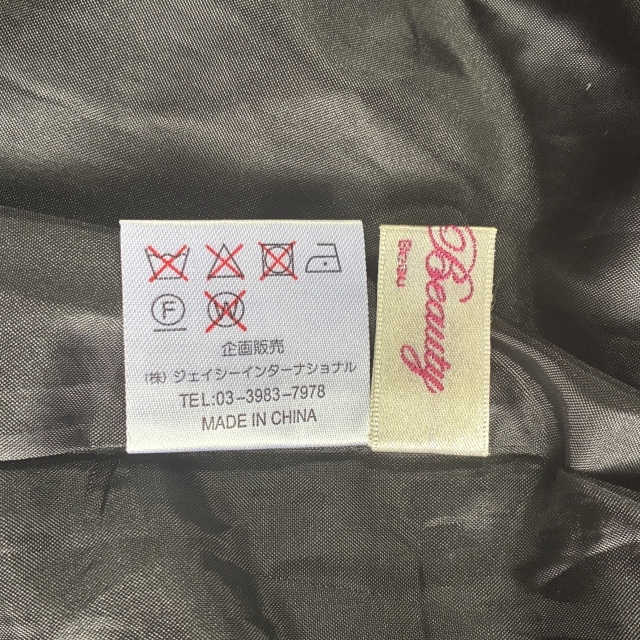 F W
企画販売
(株) ジェイシーインターナショナル
TEL:03-3983-7978
MADE IN CHINA
Beauty